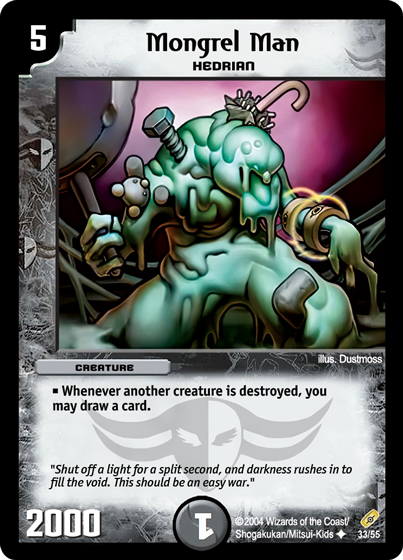 5
Mongrel Man
HEDRIAN
illus. Dustmoss
CREATURE
▪ Whenever another creature is destroyed, you
may draw a card.
"Shut off a light for a split second, and darkness rushes in to
fill the void. This should be an easy war."
2000
1
©2004 Wizards of the Coast/
Shogakukan/Mitsui-Kids ♦ 33/55